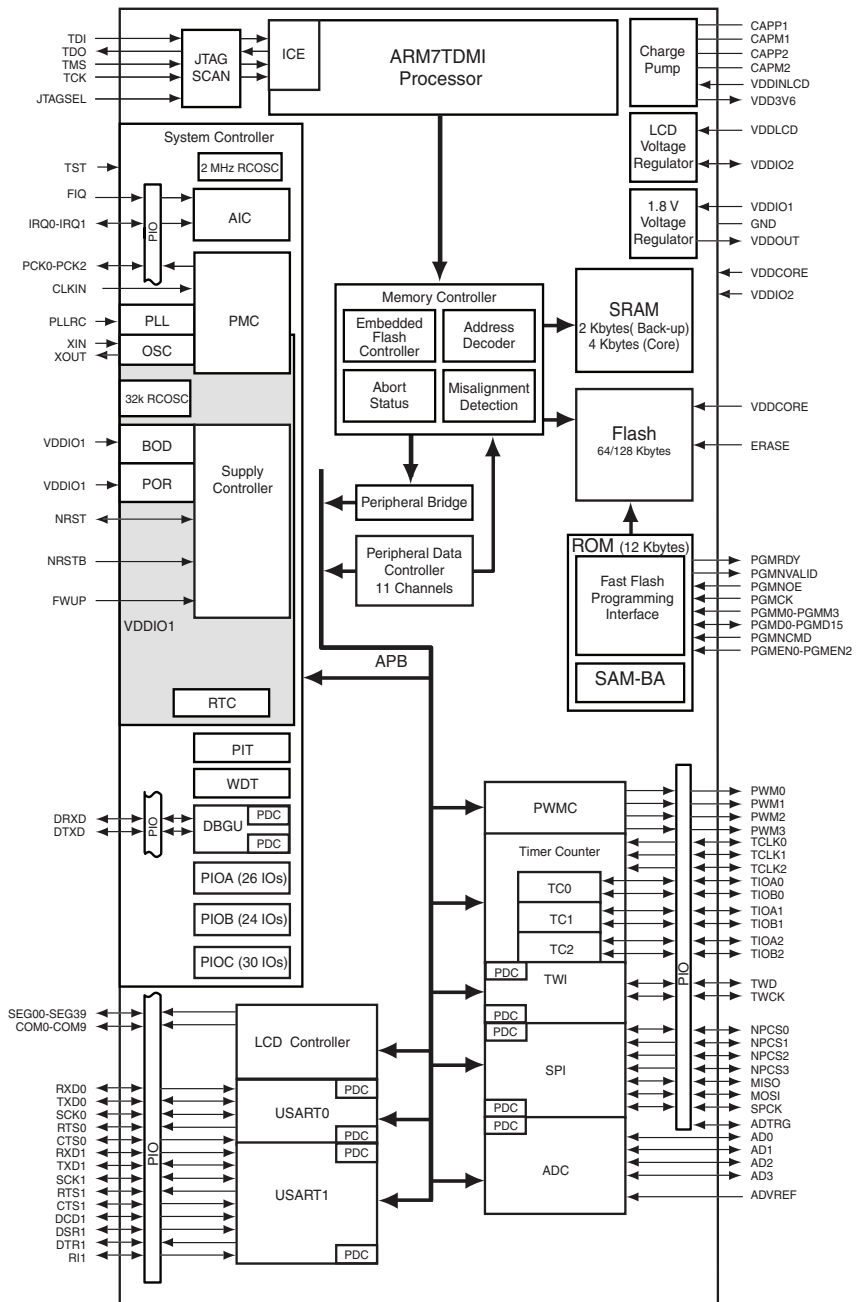 TDI
TDO
TMS
TCK
JTAGSEL
JTAG
SCAN
ICE
ARM7TDMI
Processor
Charge
Pump
CAPP1
CAPM1
CAPP2
CAPM2
VDDINLCD
VDD3V6
LCD
Voltage
Regulator
VDDLCD
VDDIO2
1.8 V
Voltage
Regulator
VDDIO1
GND
VDDOUT
VDDCORE
VDDIO2
System Controller
2 MHz RCOSC
TST
FIQ
IRQ0-IRQ1
PIO
AIC
PCK0-PCK2
CLKIN
PMC
PLLRC
PLL
XIN
XOUT
OSC
32k RCOSC
VDDIO1
BOD
VDDIO1
POR
Supply
Controller
NRST
NRSTB
FWUP
VDDIO1
RTC
PIT
WDT
DRXD
DTXD
PIO
DBGU
PDC
PDC
PIOA (26 IOs)
PIOB (24 IOs)
PIOC (30 IOs)
Memory Controller
Embedded
Flash
Controller
Address
Decoder
Abort
Status
Misalignment
Detection
SRAM
2 Kbytes( Back-up)
4 Kbytes (Core)
Flash
64/128 Kbytes
VDDCORE
ERASE
Peripheral Bridge
Peripheral Data
Controller
11 Channels
ROM (12 Kbytes)
Fast Flash
Programming
Interface
SAM-BA
PGMRDY
PGMNVALID
PGMNOE
PGMCK
PGMM0-PGMM3
PGMD0-PGMD15
PGMNCMD
PGMEN0-PGMEN2
APB
PWMC
Timer Counter
TC0
TC1
TC2
PDC
TWI
PDC
PDC
SPI
PDC
PDC
ADC
PIO
PWM0
PWM1
PWM2
PWM3
TCLK0
TCLK1
TCLK2
TIOA0
TIOB0
TIOA1
TIOB1
TIOA2
TIOB2
TWD
TWCK
NPCS0
NPCS1
NPCS2
NPCS3
MISO
MOSI
SPCK
ADTRG
AD0
AD1
AD2
AD3
ADVREF
SEG00-SEG39
COM0-COM9
RXD0
TXD0
SCK0
RTS0
CTS0
RXD1
TXD1
SCK1
RTS1
CTS1
DCD1
DSR1
DTR1
RI1
PIO
LCD Controller
PDC
USART0
PDC
PDC
USART1
PDC